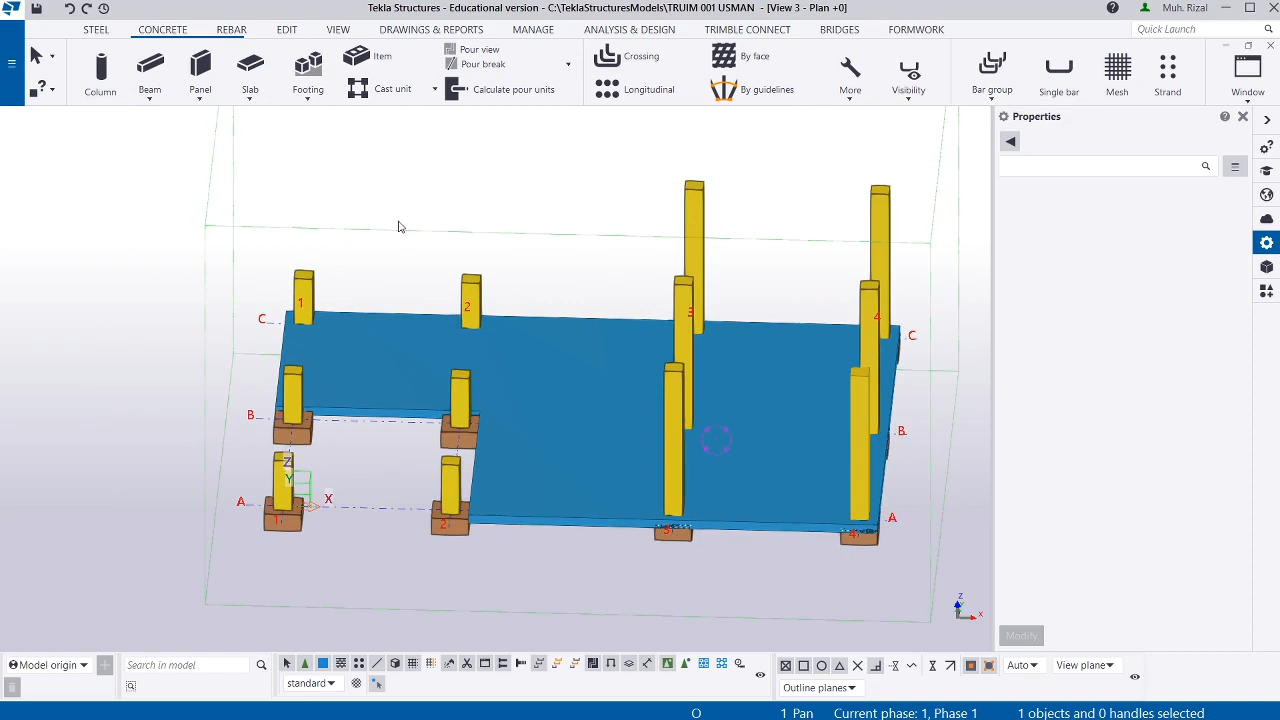 Tekla Structures - Educational Version - C:\TeklaStructuresModels\TRUIM 001 USMAN - [View 3 - Plan +0]
Muh. Rizal
STEEL CONCRETE REBAR EDIT VIEW DRAWINGS & REPORTS MANAGE ANALYSIS & DESIGN TRIMBLE CONNECT BRIDGES FORMWORK
Quick Launch
Column
Beam
Panel
Slab
Footing
Item
Cast unit
Pour view
Pour break
Calculate pour units
Crossing
Longitudinal
By face
By guidelines
More
Visibility
Bar group
Single bar
Mesh
Strand
Window
Properties
1
2
3
4
C
C
B
B
Z
Y
X
A
A
1
2
3
4
Z
X
Modify
Model origin
Search in model
standard
Auto
View plane
Outline planes
O 1 Pan Current phase: 1, Phase 1 1 objects and 0 handles selected